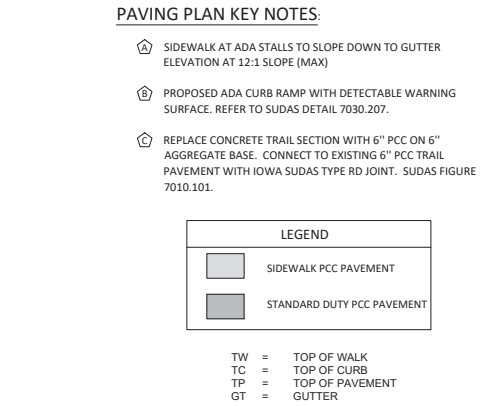 PAVING PLAN KEY NOTES:
A SIDEWALK AT ADA STALLS TO SLOPE DOWN TO GUTTER
ELEVATION AT 12:1 SLOPE (MAX)
B PROPOSED ADA CURB RAMP WITH DETECTABLE WARNING
SURFACE. REFER TO SUDAS DETAIL 7030.207.
C REPLACE CONCRETE TRAIL SECTION WITH 6" PCC ON 6"
AGGREGATE BASE. CONNECT TO EXISTING 6" PCC TRAIL
PAVEMENT WITH IOWA SUDAS TYPE RD JOINT. SUDAS FIGURE
7010.101.
LEGEND
SIDEWALK PCC PAVEMENT
STANDARD DUTY PCC PAVEMENT
TW = TOP OF WALK
TC = TOP OF CURB
TP = TOP OF PAVEMENT
GT = GUTTER